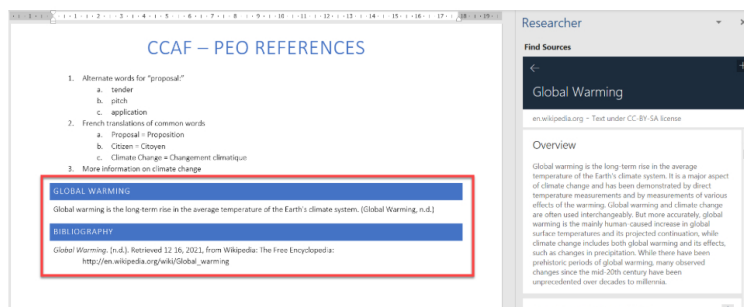 CCAF – PEO REFERENCES
1. Alternate words for "proposal:"
a. tender
b. pitch
c. application
2. French translations of common words
a. Proposal = Proposition
b. Citizen = Citoyen
c. Climate Change = Changement climatique
3. More information on climate change
GLOBAL WARMING
Global warming is the long-term rise in the average temperature of the Earth's climate system. (Global Warming, n.d.)
BIBLIOGRAPHY
Global Warming. (n.d.). Retrieved 12 16, 2021, from Wikipedia: The Free Encyclopedia:
http://en.wikipedia.org/wiki/Global_warming
Researcher
Find Sources
Global Warming
en.wikipedia.org - Text under CC-BY-SA license
Overview
Global warming is the long-term rise in the average
temperature of the Earth's climate system. It is a major aspect
of climate change and has been demonstrated by direct
temperature measurements and by measurements of various
effects of the warming. Global warming and climate change
are often used interchangeably. But more accurately, global
warming is the mainly human-caused increase in global
surface temperatures and its projected continuation, while
climate change includes both global warming and its effects,
such as changes in precipitation. While there have been
prehistoric periods of global warming, many observed
changes since the mid-20th century have been
unprecedented over decades to millennia.